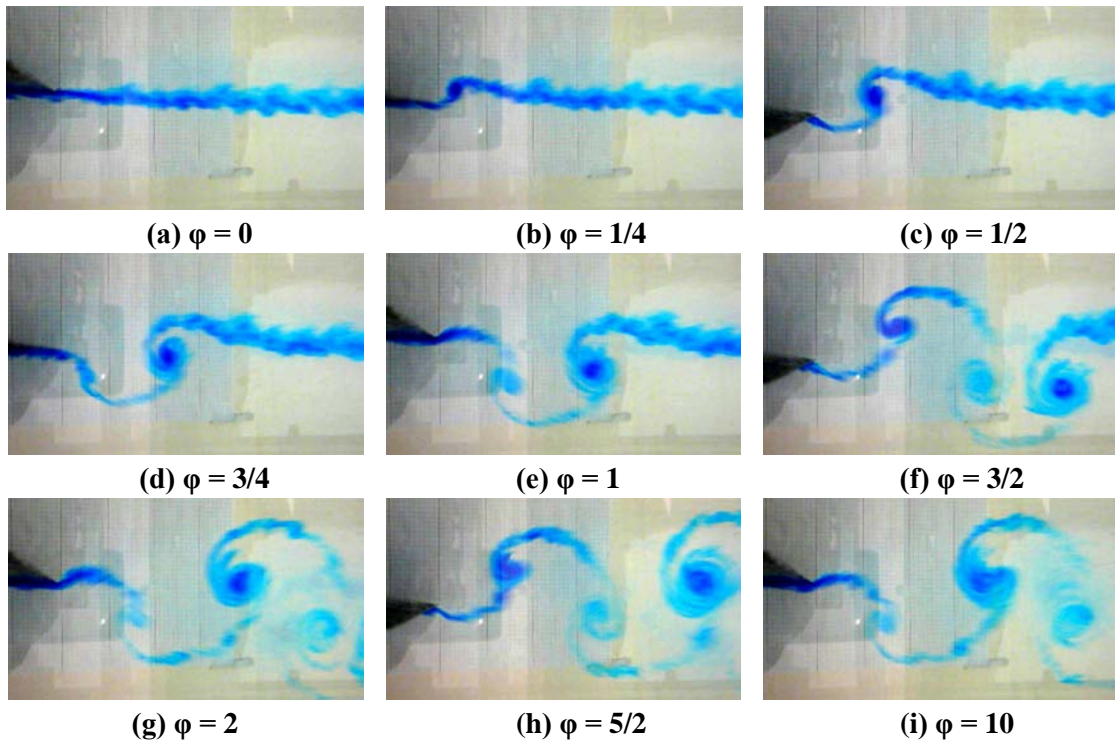 (a) φ = 0
(b) φ = 1/4
(c) φ = 1/2
(d) φ = 3/4
(e) φ = 1
(f) φ = 3/2
(g) φ = 2
(h) φ = 5/2
(i) φ = 10